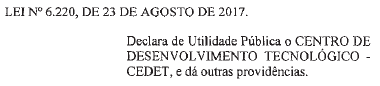 LEI Nº 6.220, DE 23 DE AGOSTO DE 2017.
Declara de Utilidade Pública o CENTRO DE
DESENVOLVIMENTO TECNOLÓGICO -
CEDET, e dá outras providências.